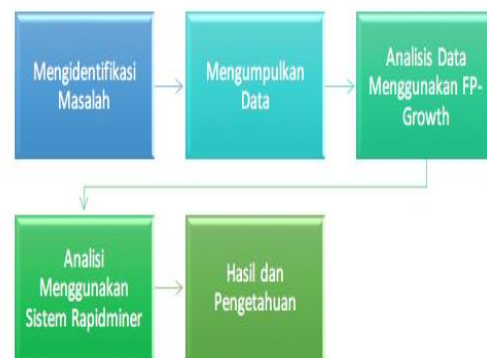 Mengidentifikasi
Masalah
Mengumpulkan
Data
Analisis Data
Menggunakan FP-
Growth
Analisi
Menggunakan
Sistem Rapidminer
Hasil dan
Pengetahuan